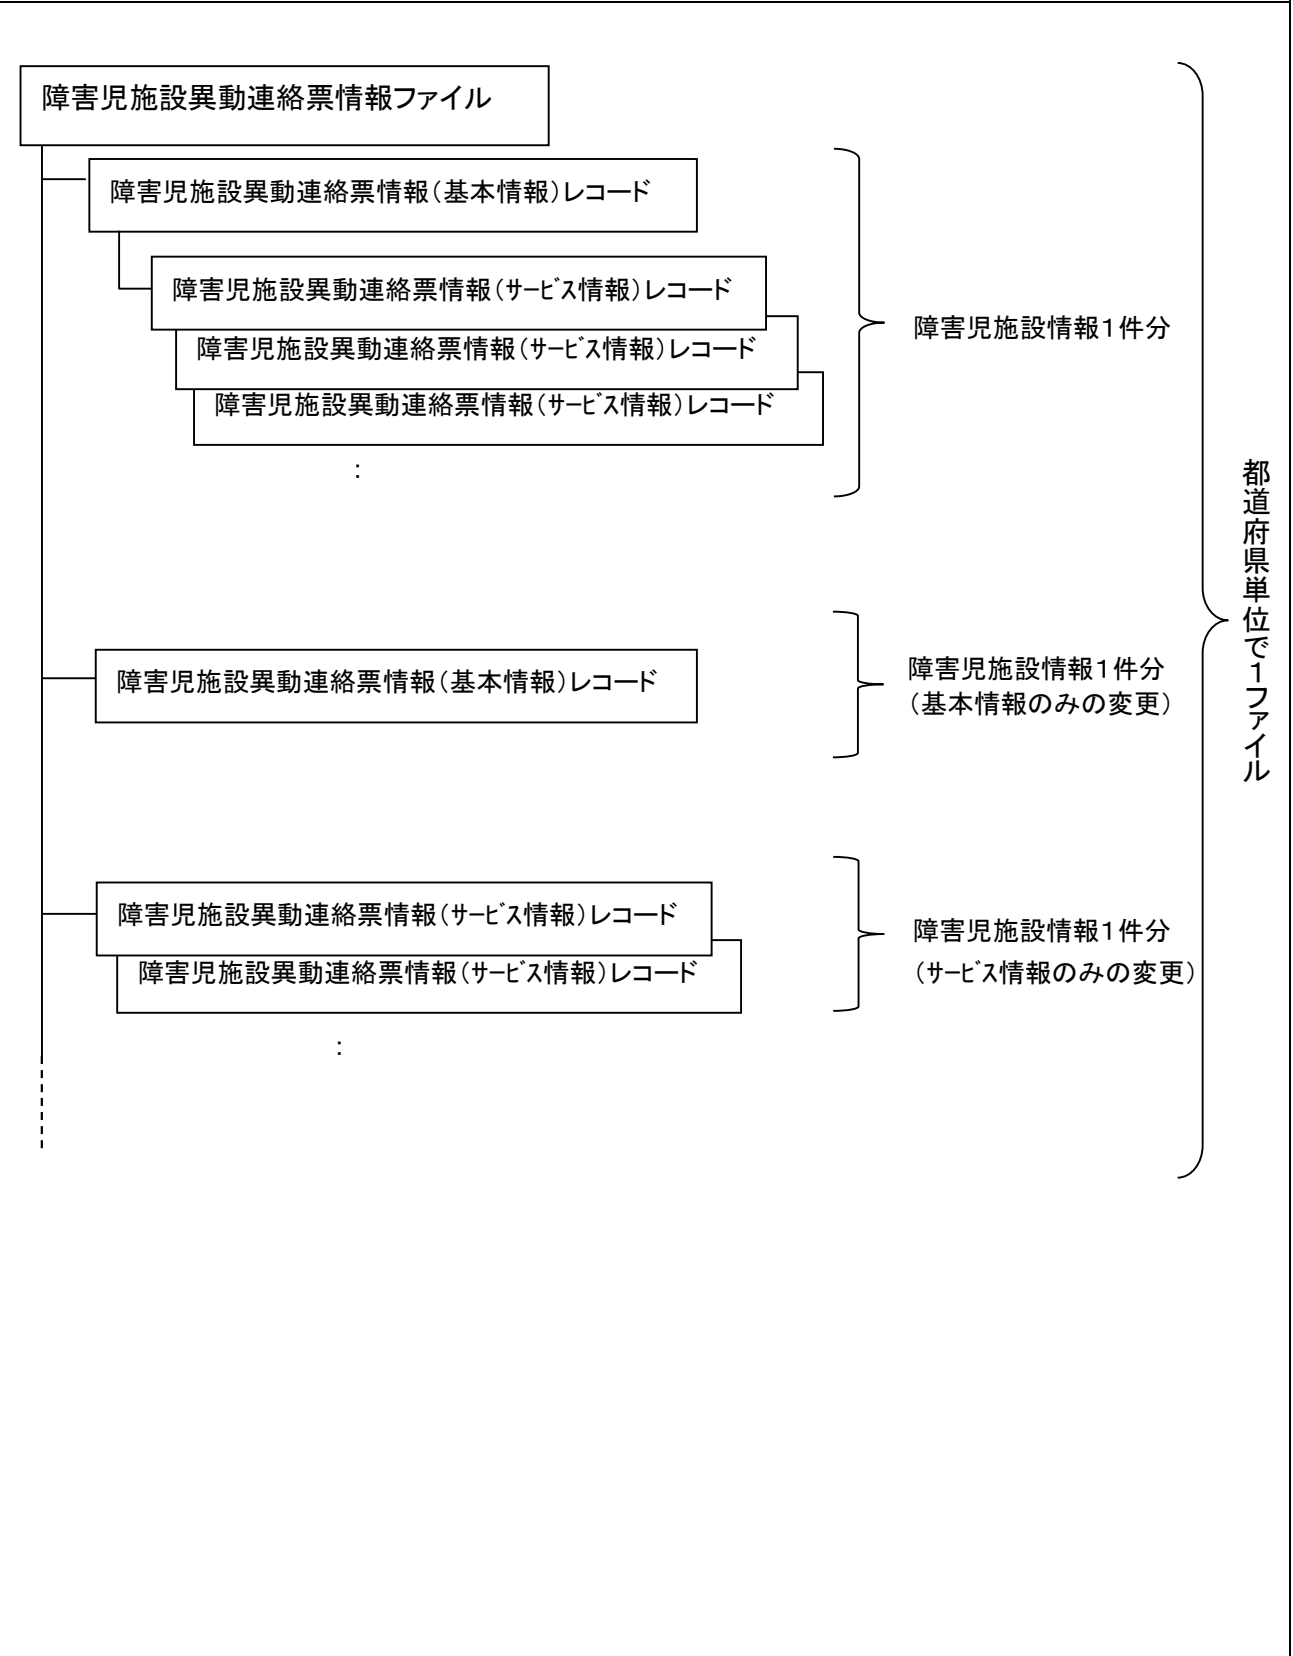 障害児施設異動連絡票情報ファイル
障害児施設異動連絡票情報（基本情報）レコード
障害児施設異動連絡票情報（ｻｰﾋﾞｽ情報）レコード
障害児施設異動連絡票情報（ｻｰﾋﾞｽ情報）レコード
障害児施設異動連絡票情報（ｻｰﾋﾞｽ情報）レコード
：
障害児施設情報１件分
障害児施設異動連絡票情報（基本情報）レコード
障害児施設情報１件分
（基本情報のみの変更）
障害児施設異動連絡票情報（ｻｰﾋﾞｽ情報）レコード
障害児施設異動連絡票情報（ｻｰﾋﾞｽ情報）レコード
：
障害児施設情報１件分
（ｻｰﾋﾞｽ情報のみの変更）
都道府県単位で１ファイル